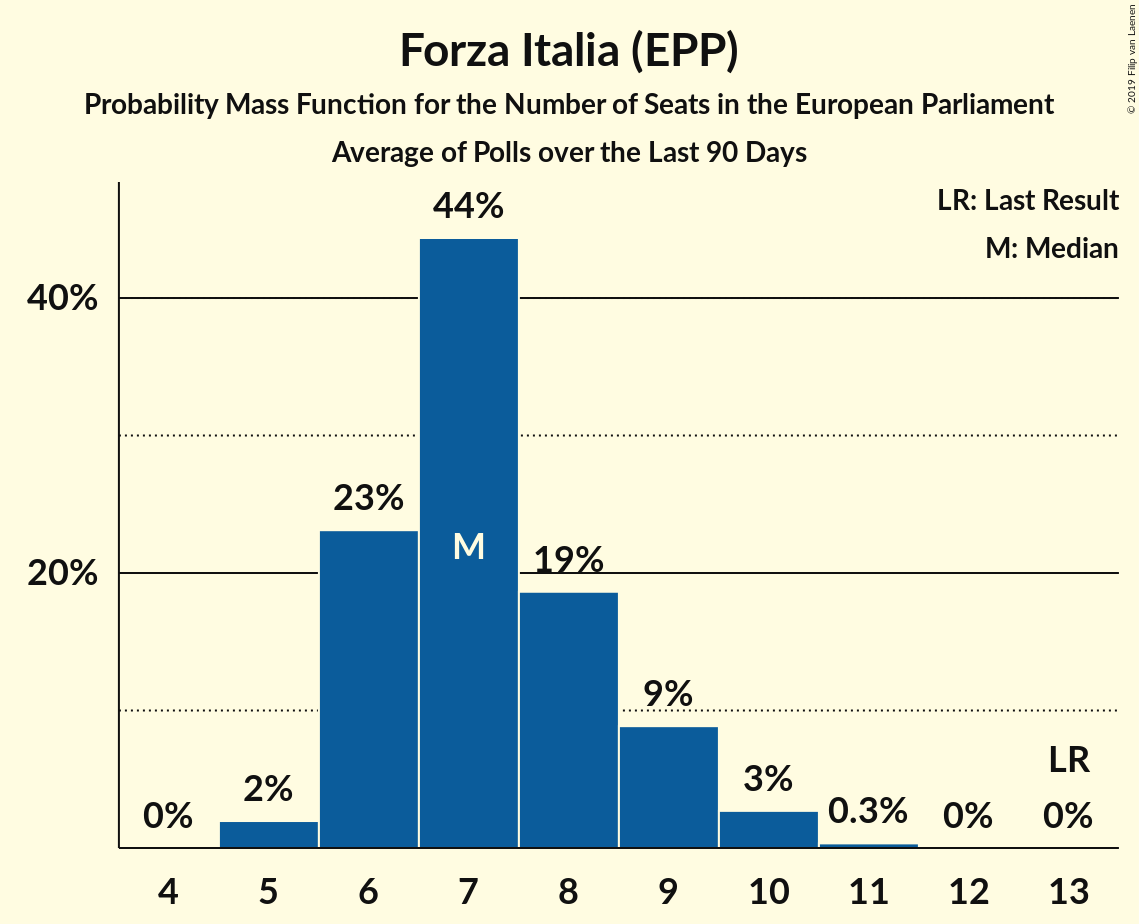 Forza Italia (EPP)
Probability Mass Function for the Number of Seats in the European Parliament
Average of Polls over the Last 90 Days
© 2019 Filip van Laenen
LR: Last Result
M: Median
44%
40%
23%
M
19%
20%
9%
LR
3%
2%
0.3%
0%
0%
0%
4 5 6 7 8 9 10 11 12 13